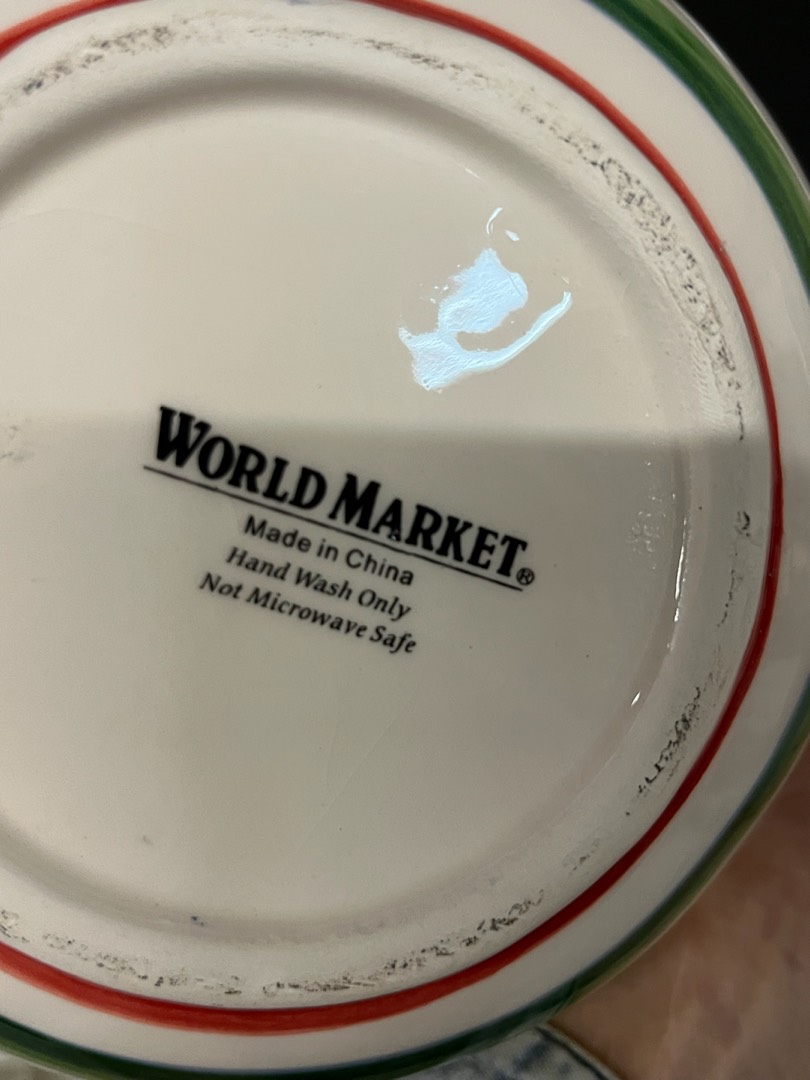 WORLD MARKET®
Made in China
Hand Wash Only
Not Microwave Safe